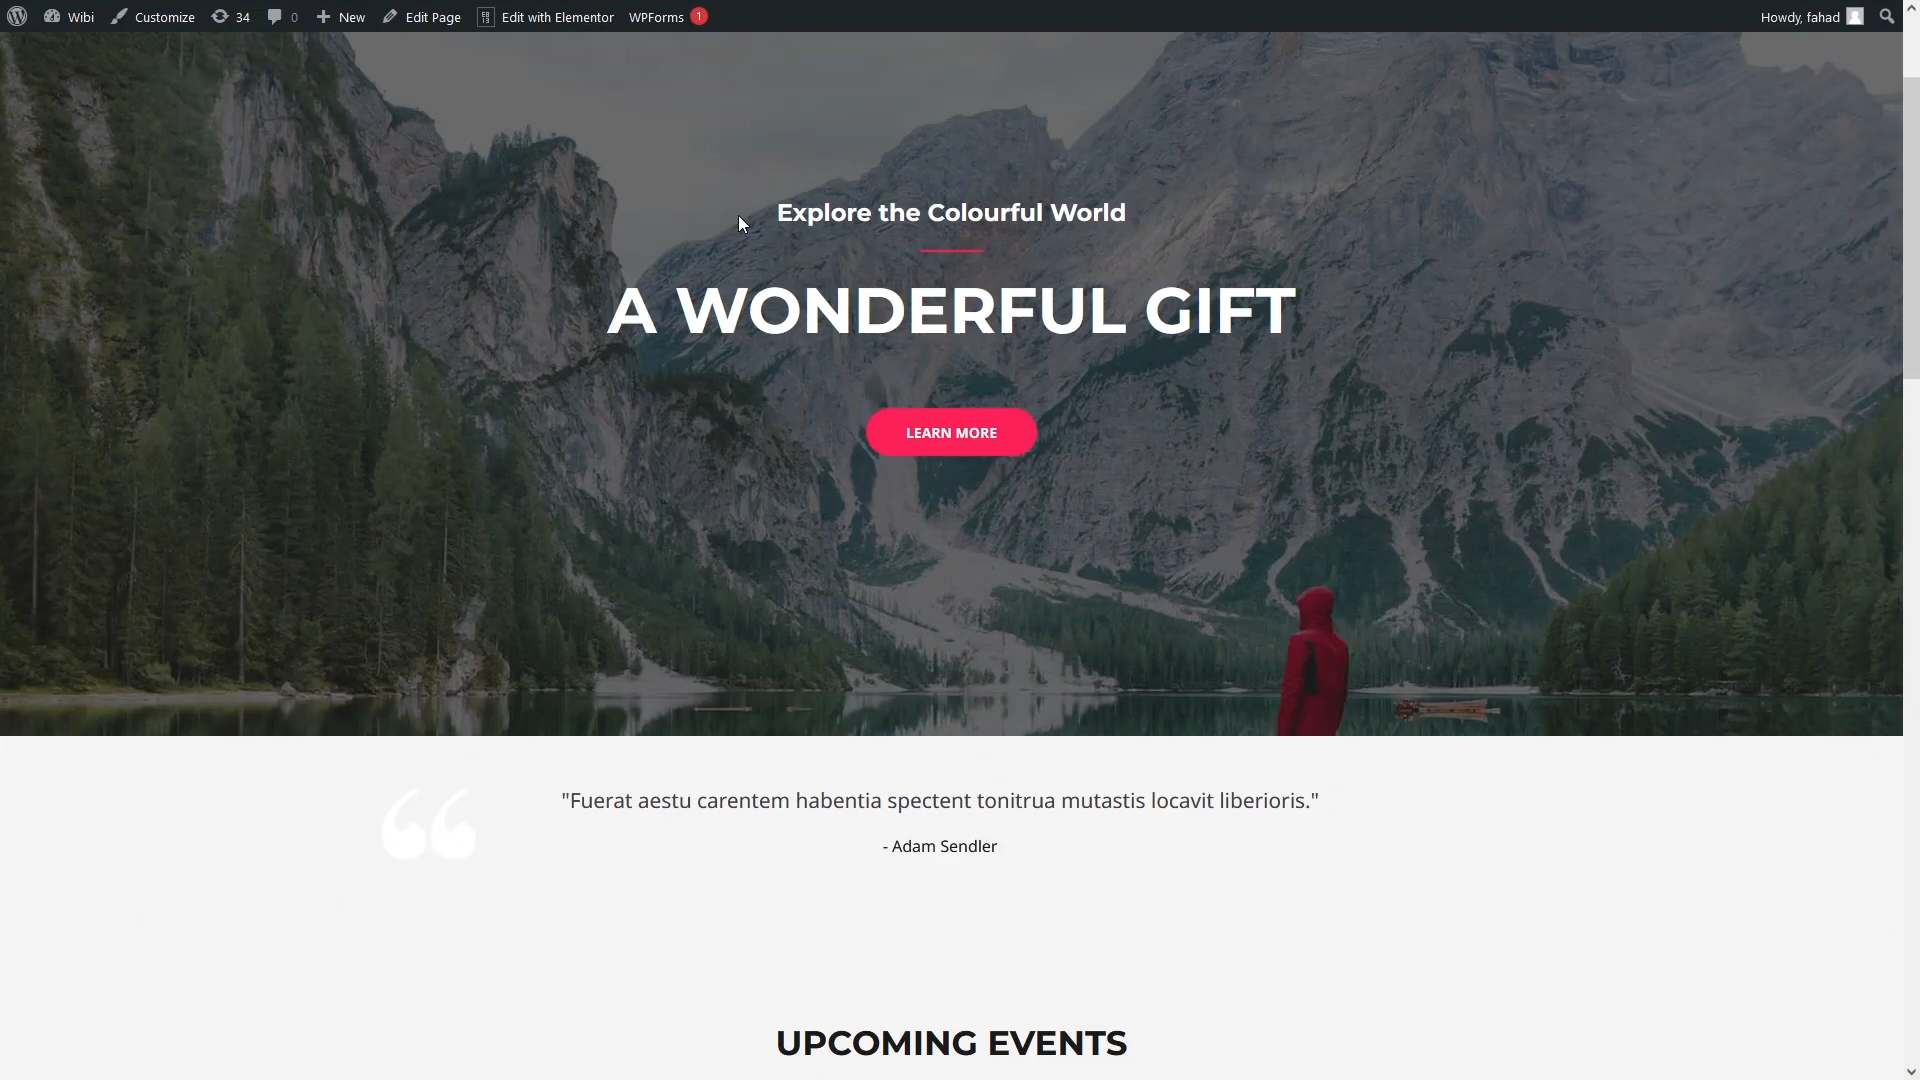 Wibi Customize 34 0 New Edit Page Edit with Elementor WPForms 1 Howdy, fahad
Explore the Colourful World
A WONDERFUL GIFT
LEARN MORE
"Fuerat aestu carentem habentia spectent tonitrua mutastis locavit liberioris."
- Adam Sendler
UPCOMING EVENTS